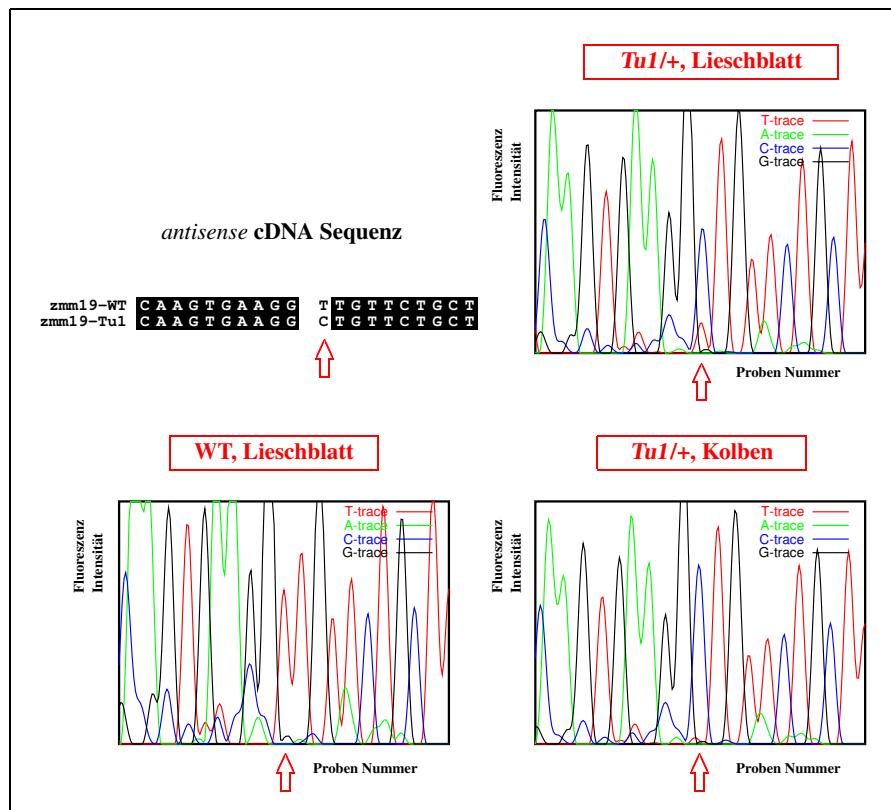 Tu1/+, Lieschblatt
Fluoreszenz
Intensität
T-trace
A-trace
C-trace
G-trace
Proben Nummer
antisense cDNA Sequenz
zmm19-WT CAAGTGAAGG T TGTTCTGCT
zmm19-Tu1 CAAGTGAAGG C TGTTCTGCT
WT, Lieschblatt
Fluoreszenz
Intensität
T-trace
A-trace
C-trace
G-trace
Proben Nummer
Tu1/+, Kolben
Fluoreszenz
Intensität
T-trace
A-trace
C-trace
G-trace
Proben Nummer